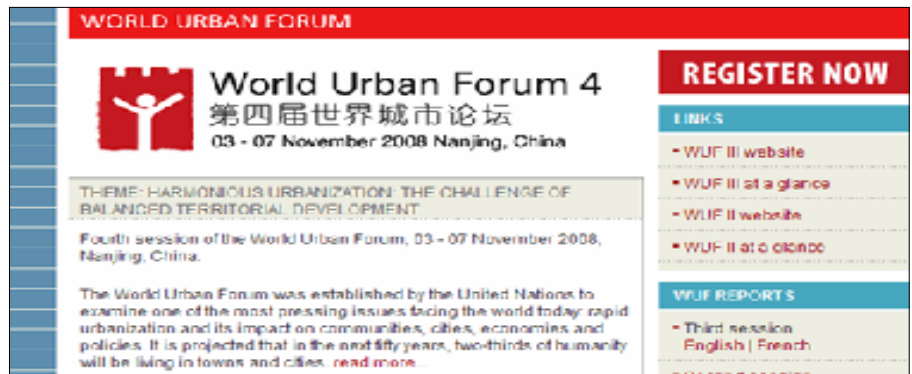 WORLD URBAN FORUM
World Urban Forum 4
第四届世界城市论坛
03 - 07 November 2008 Nanjing, China
THEME: HARMONIOUS URBANIZATION: THE CHALLENGE OF
BALANCED TERRITORIAL DEVELOPMENT
Fourth session of the World Urban Forum, 03 - 07 November 2008,
Nanjing, China.
The World Urban Forum was established by the United Nations to
examine one of the most pressing issues facing the world today: rapid
urbanization and its impact on communities, cities, economies and
policies. It is projected that in the next fifty years, two-thirds of humanity
will be living in towns and cities. read more...
REGISTER NOW
LINKS
WUF III website
WUF III at a glance
WUF II website
WUF II at a glance
WUF REPORTS
Third session
English | French